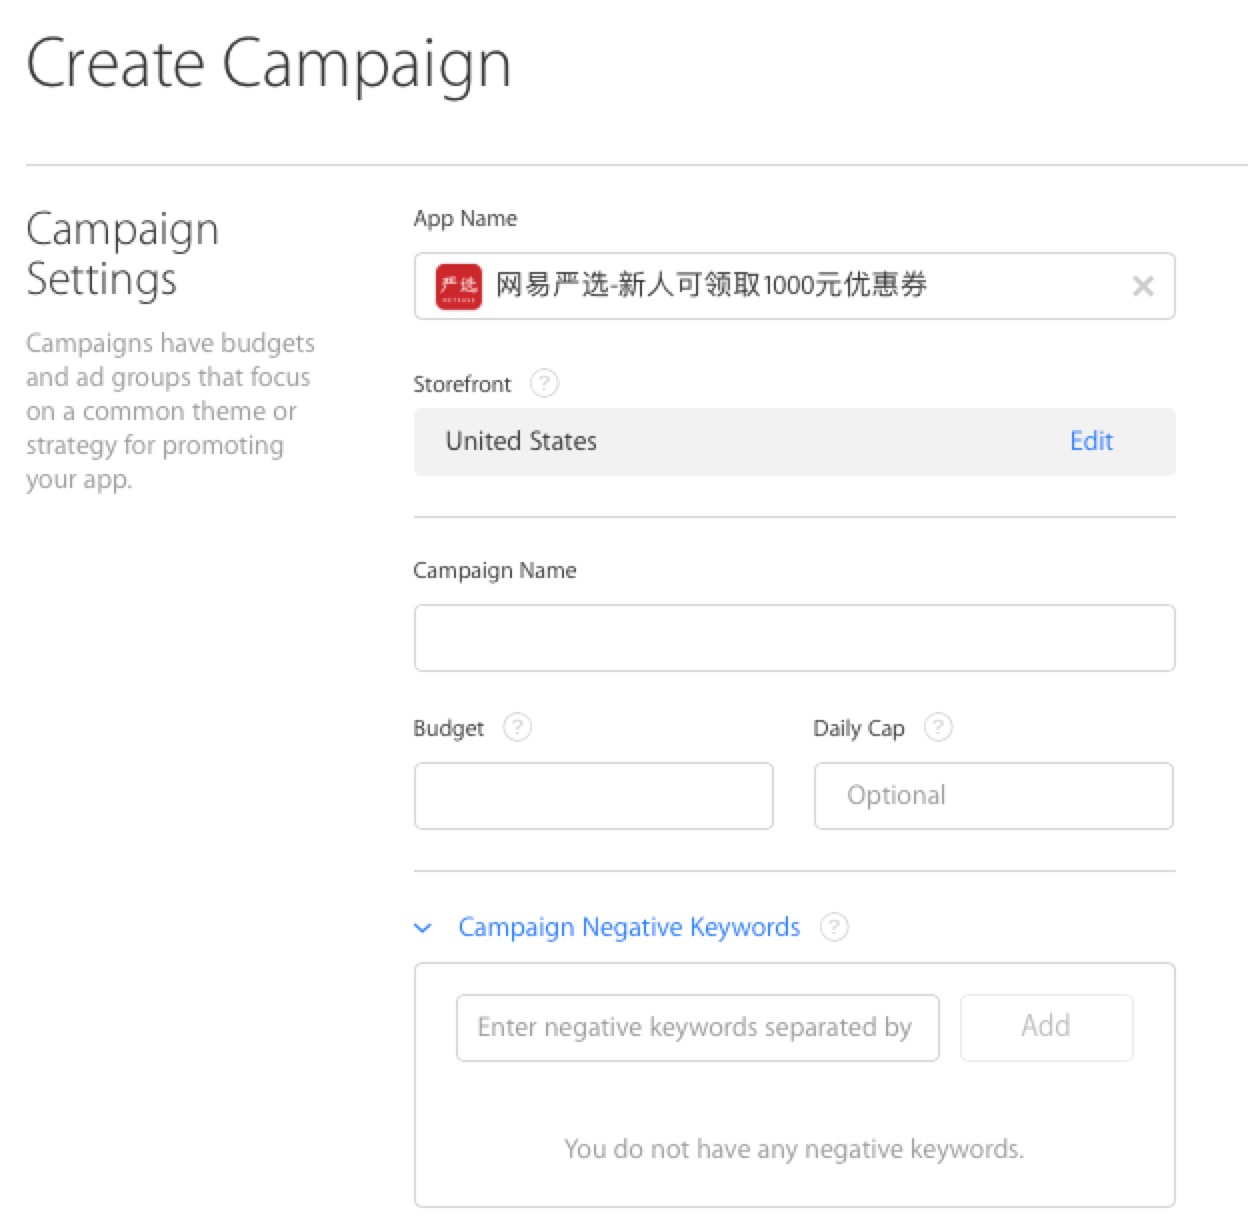 Create Campaign
Campaign
Settings
Campaigns have budgets
and ad groups that focus
on a common theme or
strategy for promoting
your app.
App Name
严选
网易严选-新人可领取1000元优惠券
Storefront ?
United States Edit
Campaign Name
Budget ? Daily Cap ?
Optional
Campaign Negative Keywords ?
Enter negative keywords separated by Add
You do not have any negative keywords.